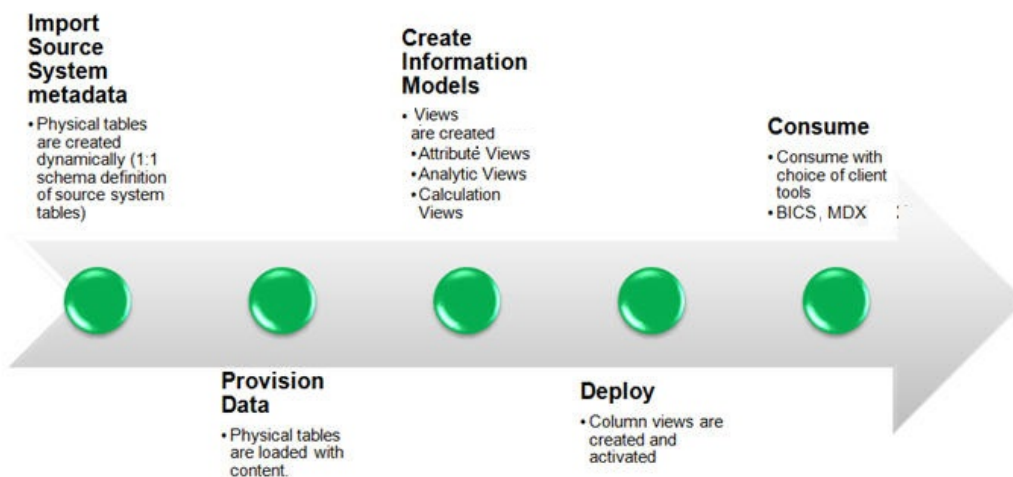 Import
Source
System
metadata
• Physical tables
are created
dynamically (1:1
schema definition
of source system
tables)
Provision
Data
• Physical tables
are loaded with
content.
Create
Information
Models
• Views
are created
• Attribute Views
• Analytic Views
• Calculation
Views
Deploy
• Column views are
created and
activated
Consume
• Consume with
choice of client
tools
• BICS, MDX